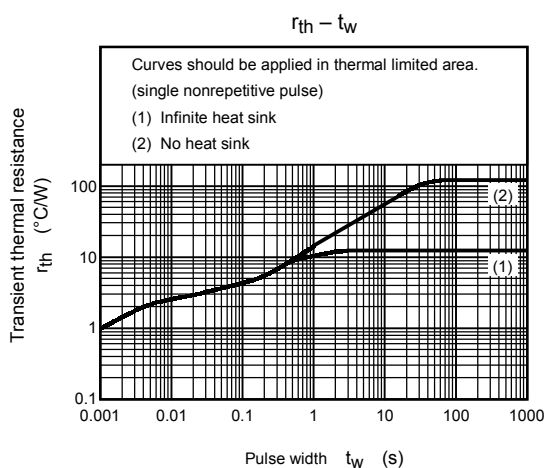 rth – tw
Curves should be applied in thermal limited area.
(single nonrepetitive pulse)
(1) Infinite heat sink
(2) No heat sink
Transient thermal resistance
rth (°C/W)
100
10
1
0.1
(2)
(1)
0.001 0.01 0.1 1 10 100 1000
Pulse width tw (s)